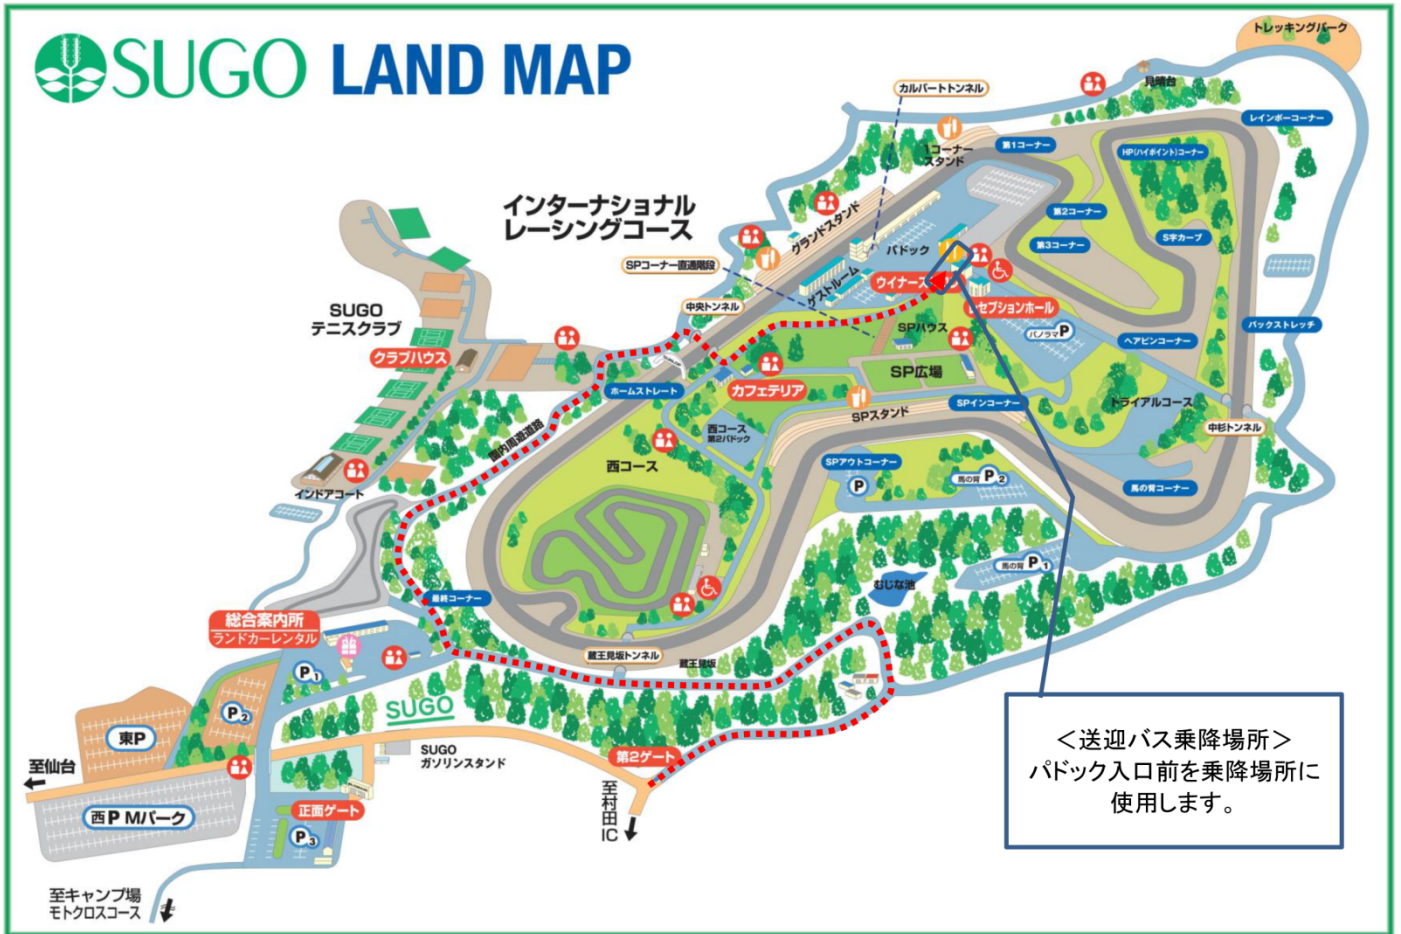 SUGO LAND MAP
トレッキングパーク
見晴台
カルバートトンネル
レインボーコーナー
1コーナー
スタンド
第1コーナー
HP(ハイポイント)コーナー
インターナショナル
レーシングコース
グランドスタンド
第2コーナー
S字カーブ
第3コーナー
パドック
SPコーナー直通階段
ゲストルーム
ウイナーズ
レセプションホール
中央トンネル
SUGO
テニスクラブ
SPハウス
パノラマP
バックストレッチ
ヘアピンコーナー
クラブハウス
SP広場
ホームストレート
カフェテリア
トライアルコース
SPインコーナー
SPスタンド
中杉トンネル
西コース
第2パドック
園内周遊道路
西コース
SPアウトコーナー
P
馬の背 P2
馬の背コーナー
インドアコート
馬の背 P1
むじな池
最終コーナー
総合案内所
ランドカーレンタル
蔵王見坂トンネル
蔵王見坂
P1
SUGO
P2
東P
SUGO
ガソリンスタンド
第2ゲート
至仙台
至村田IC
西P Mパーク
正面ゲート
P3
至キャンプ場
モトクロスコース
＜送迎バス乗降場所＞
パドック入口前を乗降場所に
使用します。